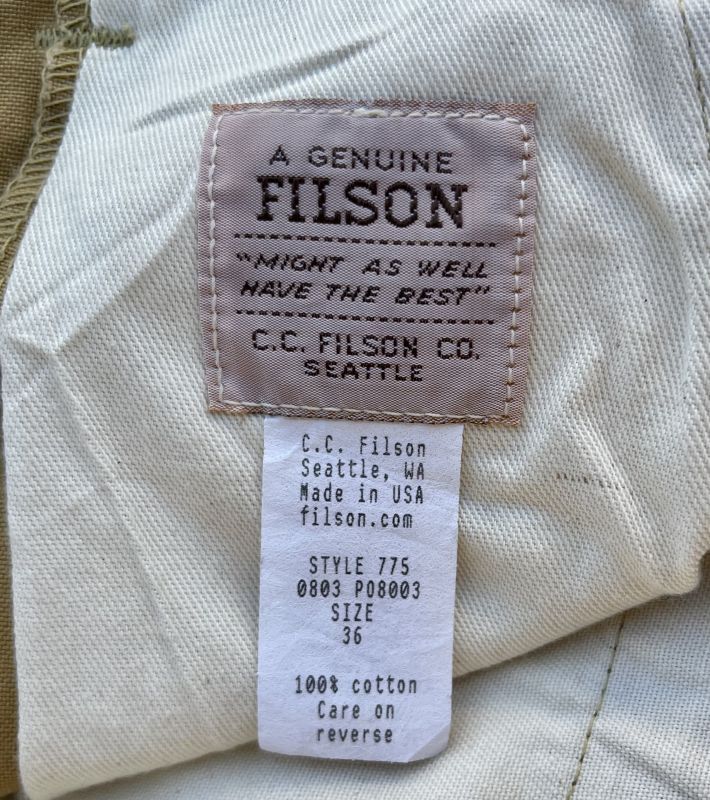 A GENUINE
FILSON
"MIGHT AS WELL
HAVE THE BEST"
C.C. FILSON CO.
SEATTLE
C.C. Filson
Seattle, WA
Made in USA
filson.com
STYLE 775
0803 PO8003
SIZE
36
100% cotton
Care on
reverse